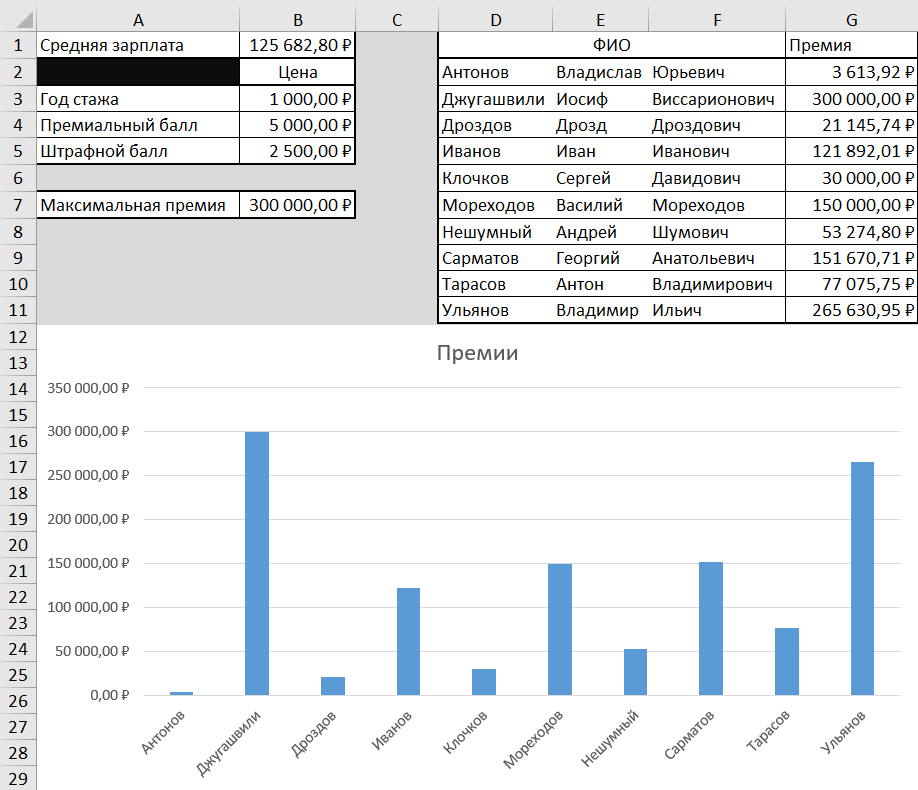 A B C D E F G
1 Средняя зарплата 125 682,80 ₽ ФИО Премия
2 Цена Антонов Владислав Юрьевич 3 613,92 ₽
3 Год стажа 1 000,00 ₽ Джугашвили Иосиф Виссарионович 300 000,00 ₽
4 Премиальный балл 5 000,00 ₽ Дроздов Дрозд Дроздович 21 145,74 ₽
5 Штрафной балл 2 500,00 ₽ Иванов Иван Иванович 121 892,01 ₽
6 Клочков Сергей Давидович 30 000,00 ₽
7 Максимальная премия 300 000,00 ₽ Мореходов Василий Мореходов 150 000,00 ₽
8 Нешумный Андрей Шумович 53 274,80 ₽
9 Сарматов Георгий Анатольевич 151 670,71 ₽
10 Тарасов Антон Владимирович 77 075,75 ₽
11 Ульянов Владимир Ильич 265 630,95 ₽
12
13 Премии
14 350 000,00 ₽
15
16 300 000,00 ₽
17 250 000,00 ₽
18
19 200 000,00 ₽
20
21 150 000,00 ₽
22
23 100 000,00 ₽
24 50 000,00 ₽
25
26 0,00 ₽
27 Антонов Джугашвили Дроздов Иванов Клочков Мореходов Нешумный Сарматов Тарасов Ульянов
28
29